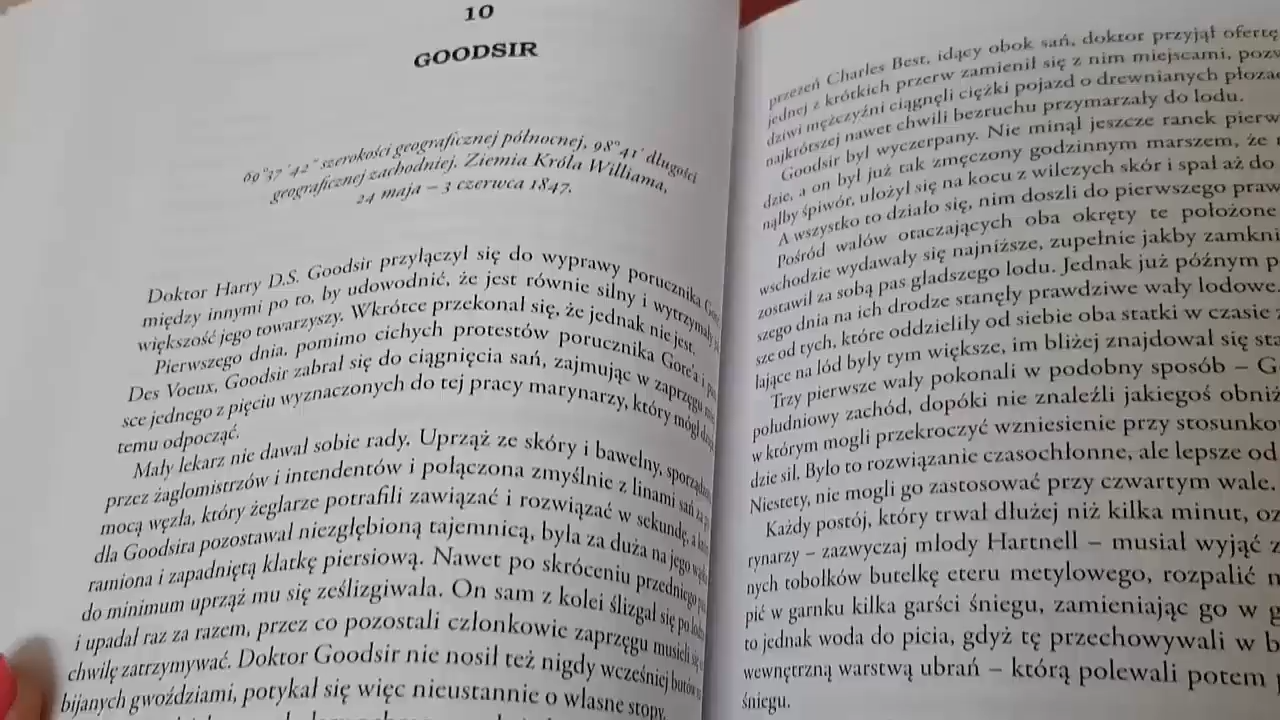 10
GOODSIR
69°37´42˝ szerokości geograficznej północnej, 98°41´ długości
geograficznej zachodniej. Ziemia Króla Williama,
24 maja – 3 czerwca 1847.
Doktor Harry D.S. Goodsir przyłączył się do wyprawy porucznika
między innymi po to, by udowodnić, że jest równie silny i wytrzymały
większość jego towarzyszy. Wkrótce przekonał się, że jednak nie jest.
Pierwszego dnia, pomimo cichych protestów porucznika Gore'a i
Des Voeux, Goodsir zabrał się do ciągnięcia sań, zajmując w zaprzęgu
sce jednego z pięciu wyznaczonych do tej pracy marynarzy, który mógł
temu odpocząć.
Mały lekarz nie dawał sobie rady. Uprząż ze skóry i bawełny,
przez żaglomistrzów i intendentów i połączona zmyślnie z linami sań
mocą węzła, który żeglarze potrafili zawiązać i rozwiązać w sekundę, a
dla Goodsira pozostawał niezgłębioną tajemnicą, była za duża na jego
ramiona i zapadniętą klatkę piersiową. Nawet po skróceniu przedniego
do minimum uprząż mu się ześlizgiwała. On sam z kolei ślizgał się po
i upadał raz za razem, przez co pozostali członkowie zaprzęgu musieli
chwilę zatrzymywać. Doktor Goodsir nie nosił też nigdy wcześniej butów
bijanych gwoździami, potykał się więc nieustannie o własne stopy.
przezeń Charles Best, idący obok sań, doktor przyjął ofertę
jednej z krótkich przerw zamienił się z nim miejscami,
dziwi mężczyźni ciągnęli ciężki pojazd o drewnianych
najkrótszej nawet chwili bezruchu przymarzały do lodu.
Goodsir był wyczerpany. Nie minął jeszcze ranek
dzie, a on był już tak zmęczony godzinnym marszem, że
nąłby śpiwór, ułożył się na kocu z wilczych skór i spał aż do
A wszystko to działo się, nim doszli do pierwszego
Pośród wałów otaczających oba okręty te położone
wschodzie wydawały się najniższe, zupełnie jakby
zostawił za sobą pas gładszego lodu. Jednak już późnym
szego dnia na ich drodze stanęły prawdziwe wały lodowe.
sze od tych, które oddzieliły od siebie oba statki w czasie
lające na lód były tym większe, im bliżej znajdował się
Trzy pierwsze wały pokonali w podobny sposób –
południowy zachód, dopóki nie znaleźli jakiegoś
w którym mogli przekroczyć wzniesienie przy
dzie sił. Było to rozwiązanie czasochłonne, ale lepsze od
Niestety, nie mogli go zastosować przy czwartym wale.
Każdy postój, który trwał dłużej niż kilka minut,
rynarzy – zazwyczaj młody Hartnell – musiał wyjąć z
nych tobołków butelkę eteru metylowego, rozpalić
pić w garnku kilka garści śniegu, zamieniając go w
to jednak woda do picia, gdyż tę przechowywali w
wewnętrzną warstwą ubrań – którą polewali potem
śniegu.